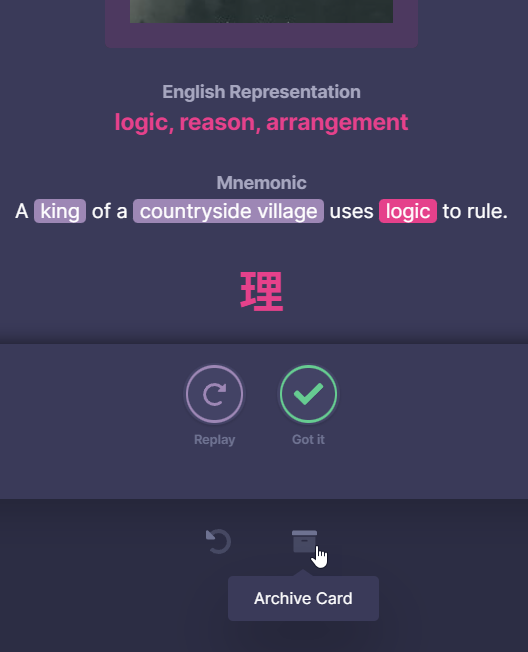 English Representation
logic, reason, arrangement
Mnemonic
A king of a countryside village uses logic to rule.
理
Replay Got it
Archive Card